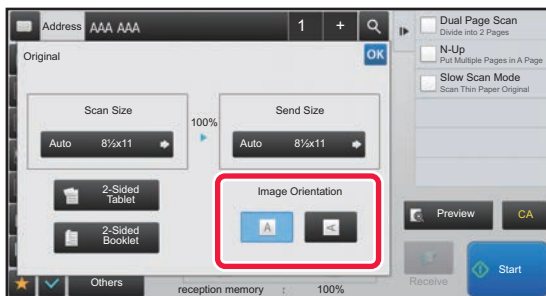 Address AAA AAA 1 +
Original OK
Scan Size
Auto 8½x11
100%
Send Size
Auto 8½x11
2-Sided
Tablet
2-Sided
Booklet
Image Orientation
A A
Others
reception memory : 100%
Dual Page Scan
Divide into 2 Pages
N-Up
Put Multiple Pages in A Page
Slow Scan Mode
Scan Thin Paper Original
Preview CA
Receive
Start